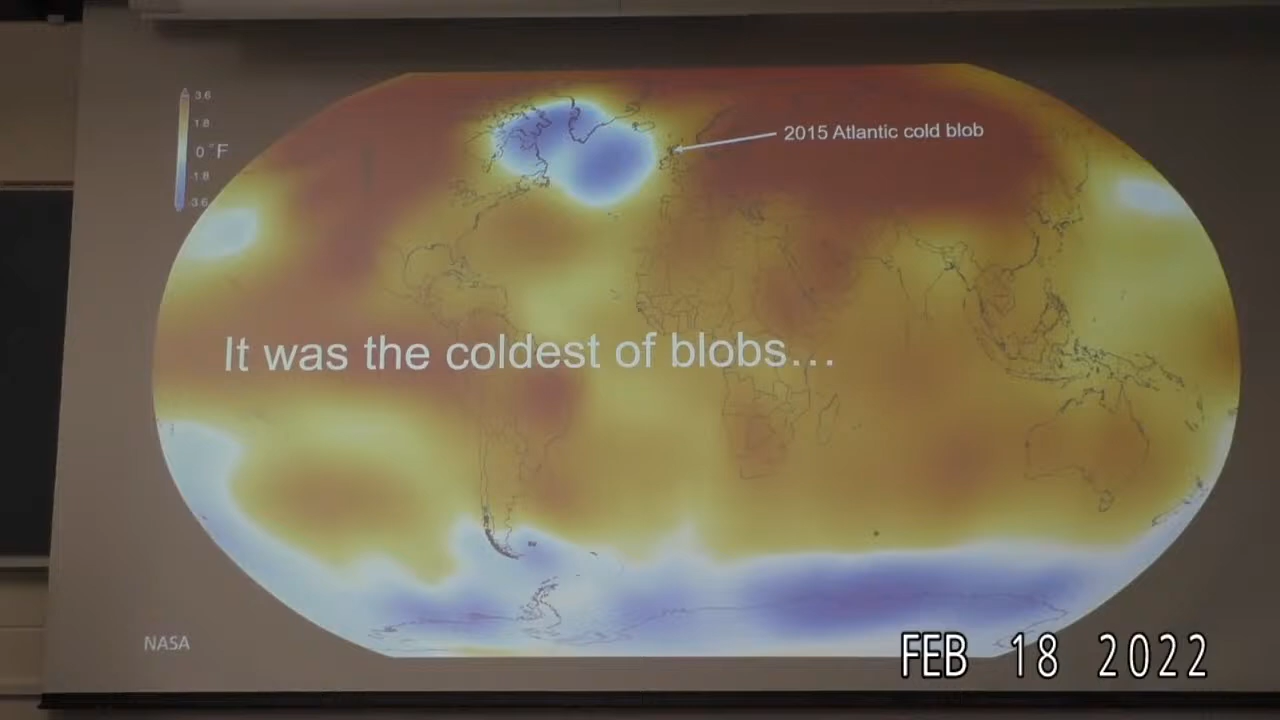 3.6
1.8
0 °F
-1.8
-3.6
2015 Atlantic cold blob
It was the coldest of blobs...
NASA
FEB 18 2022